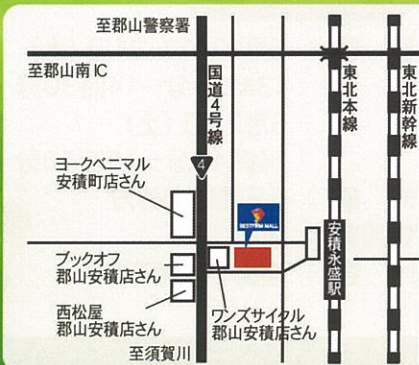 至郡山警察署
至郡山南IC
国道4号線
東北本線
東北新幹線
4
ヨークベニマル
安積町店さん
BESTFIRM MALL
安積永盛駅
ブックオフ
郡山安積店さん
西松屋
郡山安積店さん
ワンズサイクル
郡山安積店さん
至須賀川